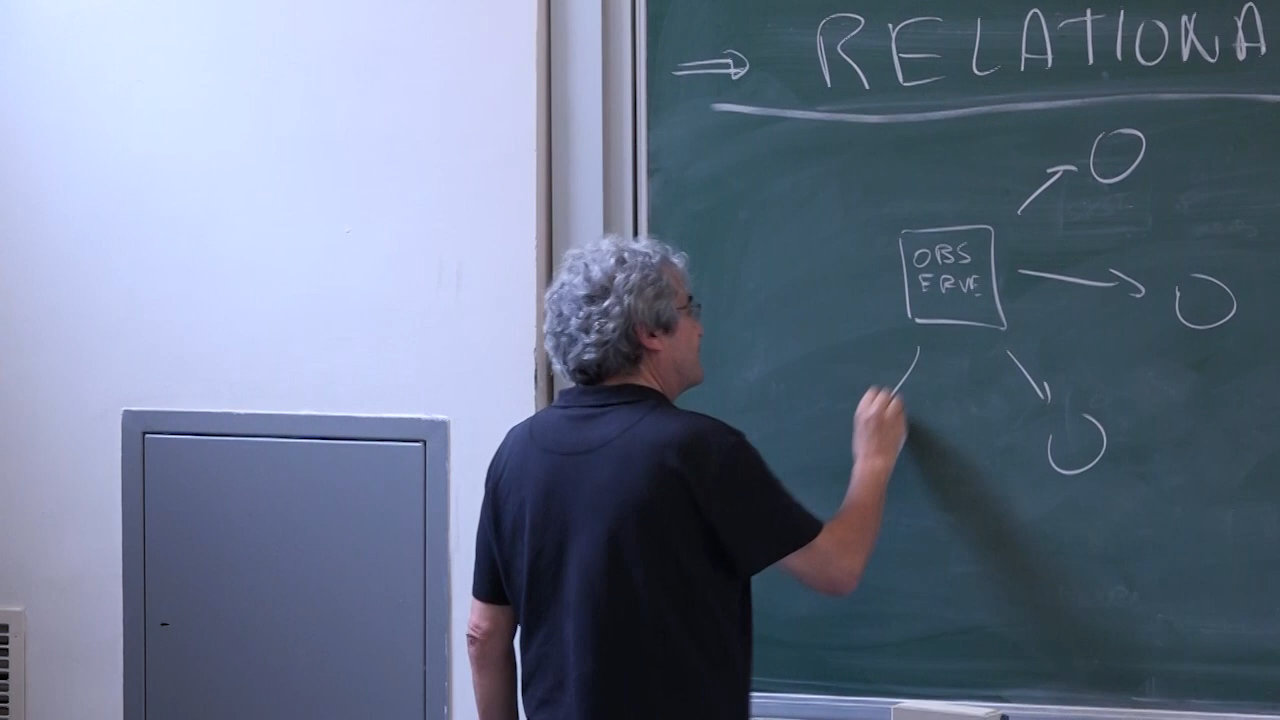 ⇒ RELATIONA
OBS
ERVE